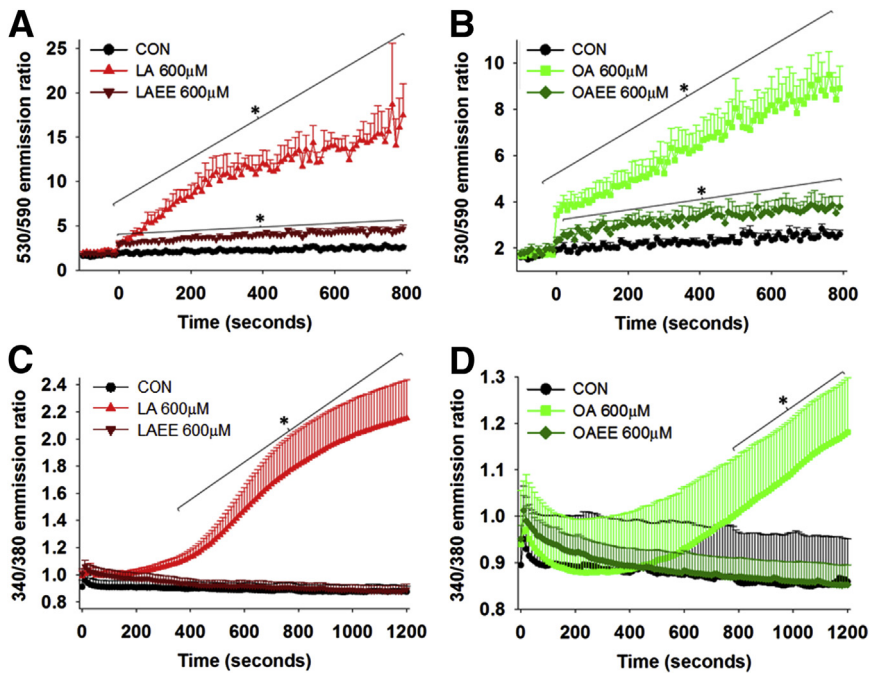 A
CON
LA 600µM
LAEE 600µM
*
*
530/590 emmission ratio
25
20
15
10
5
0
0 200 400 600 800
Time (seconds)
B
CON
OA 600µM
OAEE 600µM
*
*
530/590 emmission ratio
10
8
6
4
2
0 200 400 600 800
Time (seconds)
C
CON
LA 600µM
LAEE 600µM
*
340/380 emmission ratio
2.4
2.2
2.0
1.8
1.6
1.4
1.2
1.0
0.8
0 200 400 600 800 1000 1200
Time (seconds)
D
CON
OA 600µM
OAEE 600µM
*
340/380 emmission ratio
1.3
1.2
1.1
1.0
0.9
0.8
0 200 400 600 800 1000 1200
Time (seconds)